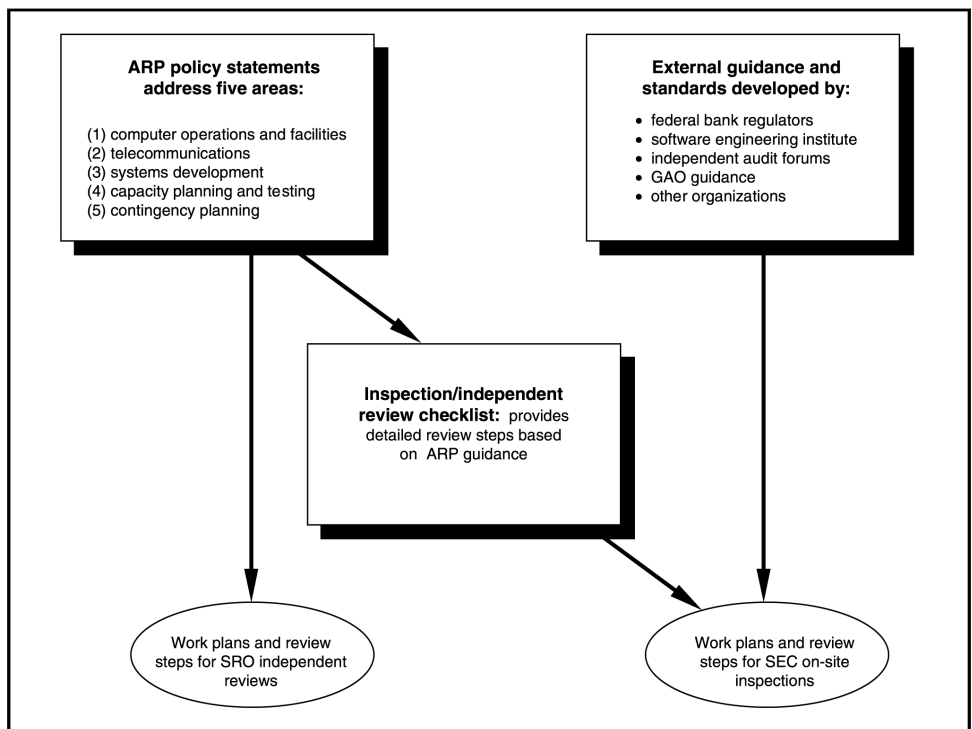 ARP policy statements
address five areas:
(1) computer operations and facilities
(2) telecommunications
(3) systems development
(4) capacity planning and testing
(5) contingency planning
External guidance and
standards developed by:
• federal bank regulators
• software engineering institute
• independent audit forums
• GAO guidance
• other organizations
Inspection/independent
review checklist: provides
detailed review steps based
on ARP guidance
Work plans and review
steps for SRO independent
reviews
Work plans and review
steps for SEC on-site
inspections